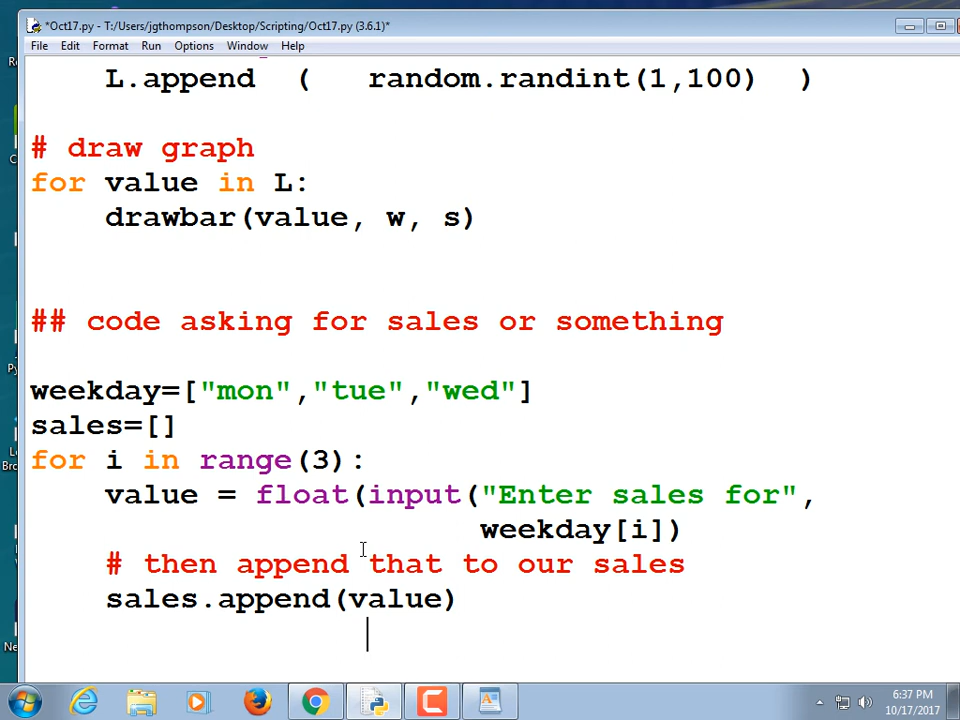 *Oct17.py - T:/Users/jgthompson/Desktop/Scripting/Oct17.py (3.6.1)*
File Edit Format Run Options Window Help
L.append ( random.randint(1,100) )
# draw graph
for value in L:
drawbar(value, w, s)
## code asking for sales or something
weekday=["mon","tue","wed"]
sales=[]
for i in range(3):
value = float(input("Enter sales for",
weekday[i])
# then append that to our sales
sales.append(value)
6:37 PM
10/17/2017